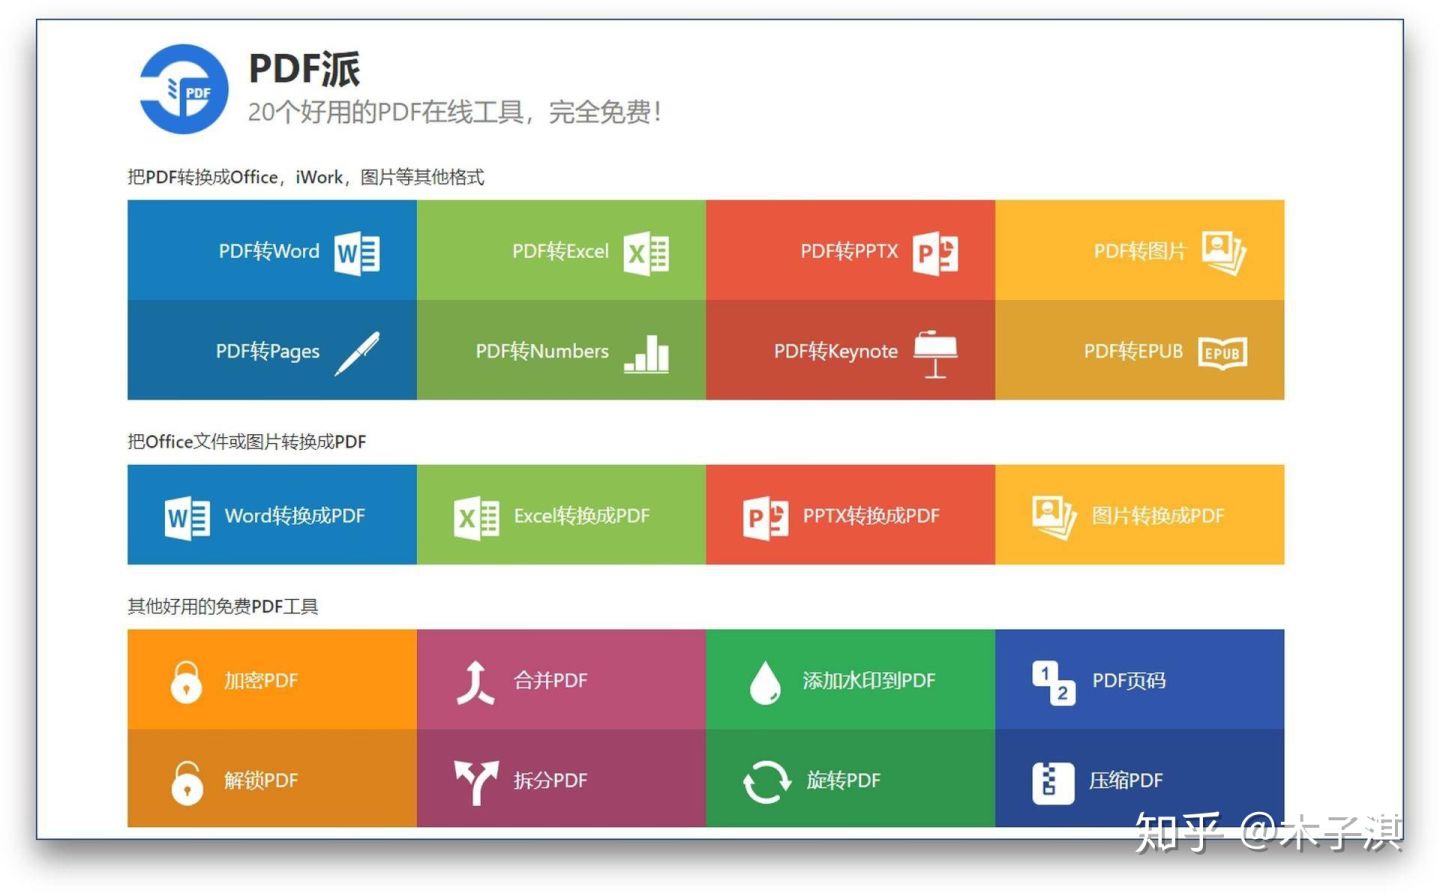 PDF
PDF派
20个好用的PDF在线工具，完全免费！
把PDF转换成Office，iWork，图片等其他格式
PDF转Word W
PDF转Excel X
PDF转PPTX P
PDF转图片
PDF转Pages
PDF转Numbers
PDF转Keynote
PDF转EPUB EPUB
把Office文件或图片转换成PDF
W Word转换成PDF
X Excel转换成PDF
P PPTX转换成PDF
图片转换成PDF
其他好用的免费PDF工具
加密PDF
合并PDF
添加水印到PDF
1 2 PDF页码
解锁PDF
拆分PDF
旋转PDF
压缩PDF
知乎 @木子淇